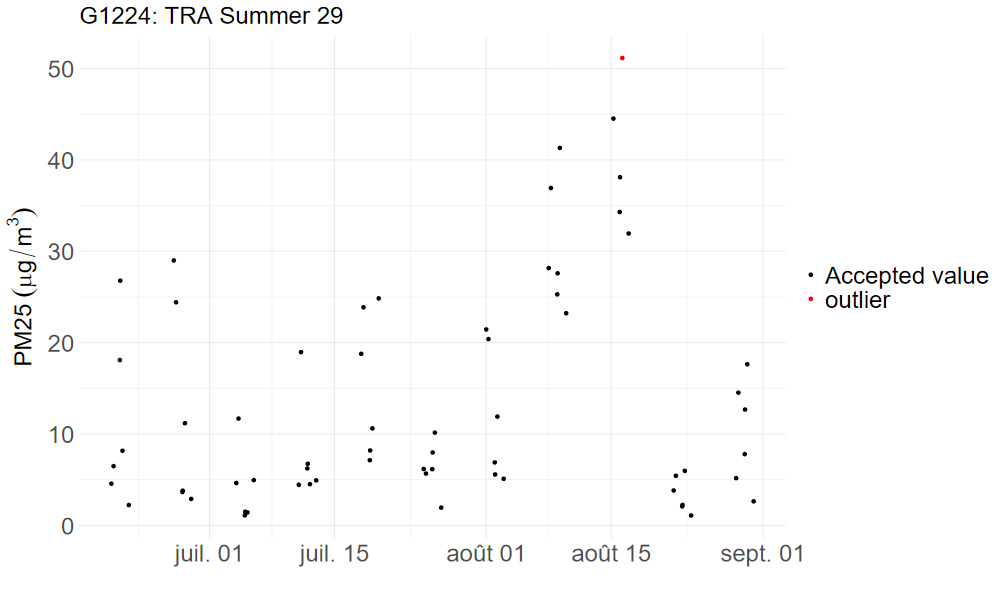 G1224: TRA Summer 29
PM25 (μg/m³)
50
40
30
20
10
0
juil. 01 juil. 15 août 01 août 15 sept. 01
Accepted value
outlier